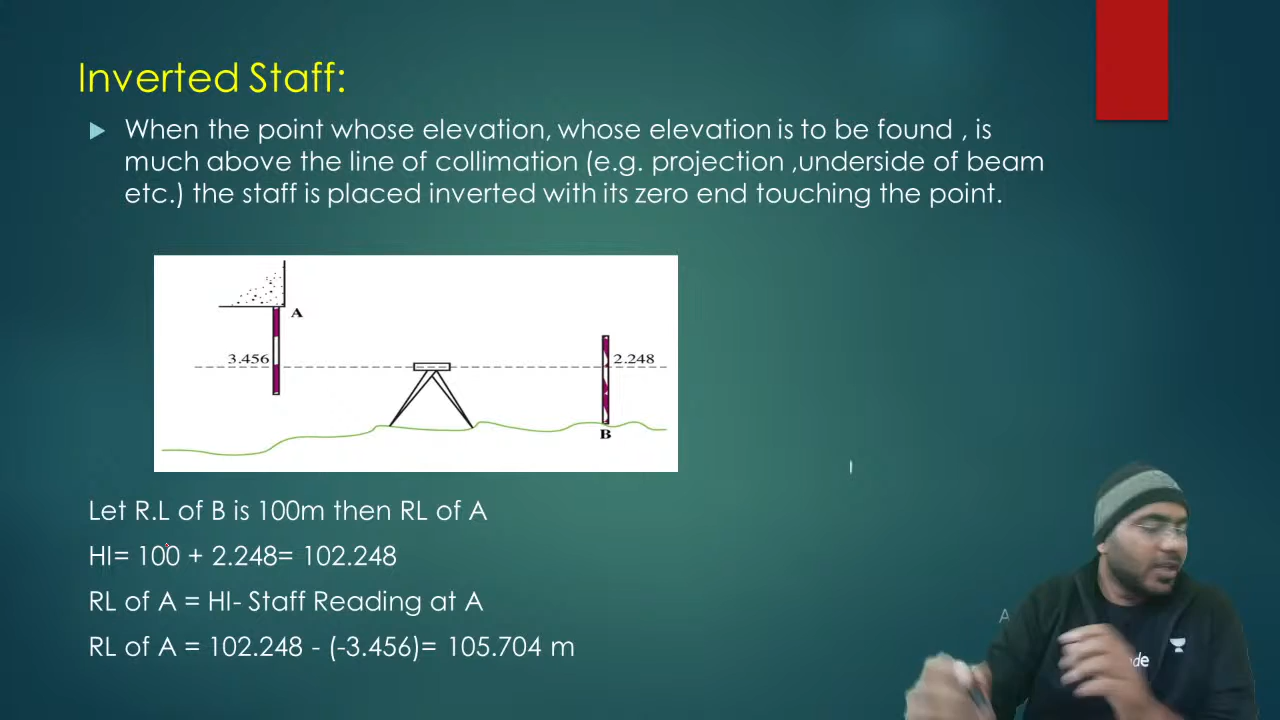 Inverted Staff:
When the point whose elevation, whose elevation is to be found , is
much above the line of collimation (e.g. projection ,underside of beam
etc.) the staff is placed inverted with its zero end touching the point.
A
3.456
2.248
B
Let R.L of B is 100m then RL of A
HI= 100 + 2.248= 102.248
RL of A = HI- Staff Reading at A
RL of A = 102.248 - (-3.456)= 105.704 m
A
de